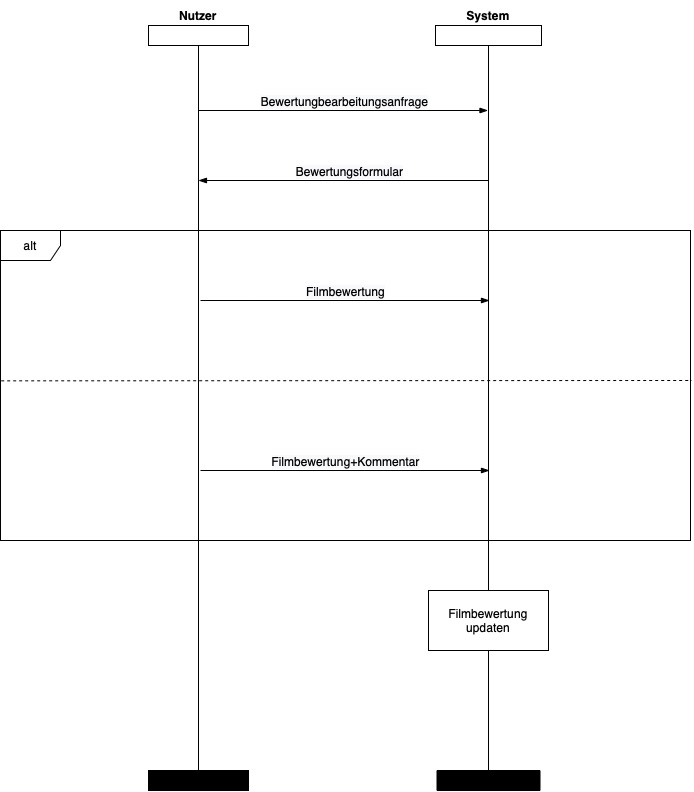 Nutzer
System
Bewertungbearbeitungsanfrage
Bewertungsformular
alt
Filmbewertung
Filmbewertung+Kommentar
Filmbewertung
updaten